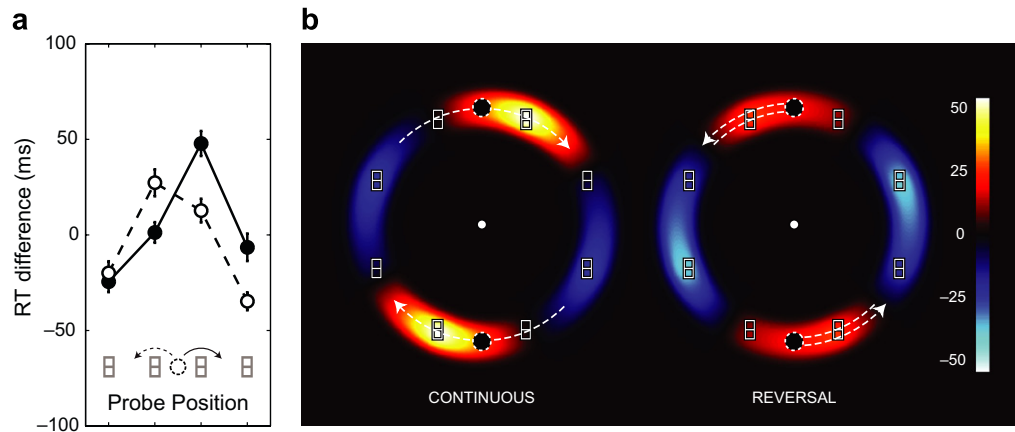 a
100
50
0
−50
−100
RT difference (ms)
Probe Position
b
CONTINUOUS
REVERSAL
50
25
0
−25
−50